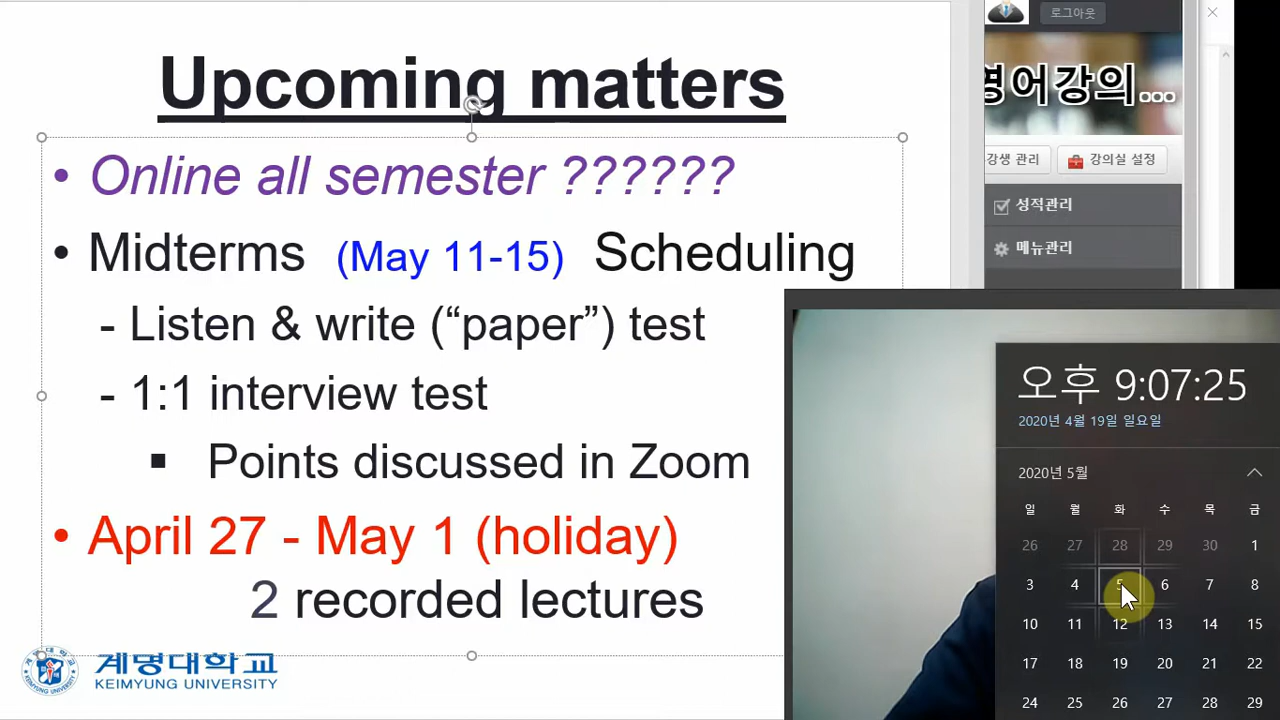 Upcoming matters
• Online all semester ??????
• Midterms (May 11-15) Scheduling
- Listen & write (“paper”) test
- 1:1 interview test
▪ Points discussed in Zoom
• April 27 - May 1 (holiday)
2 recorded lectures
계명대학교
KEIMYUNG UNIVERSITY
로그아웃
영어강의...
강생 관리
강의실 설정
성적관리
메뉴관리
오후 9:07:25
2020년 4월 19일 일요일
2020년 5월
일 월 화 수 목 금
26 27 28 29 30 1
3 4 5 6 7 8
10 11 12 13 14 15
17 18 19 20 21 22
24 25 26 27 28 29